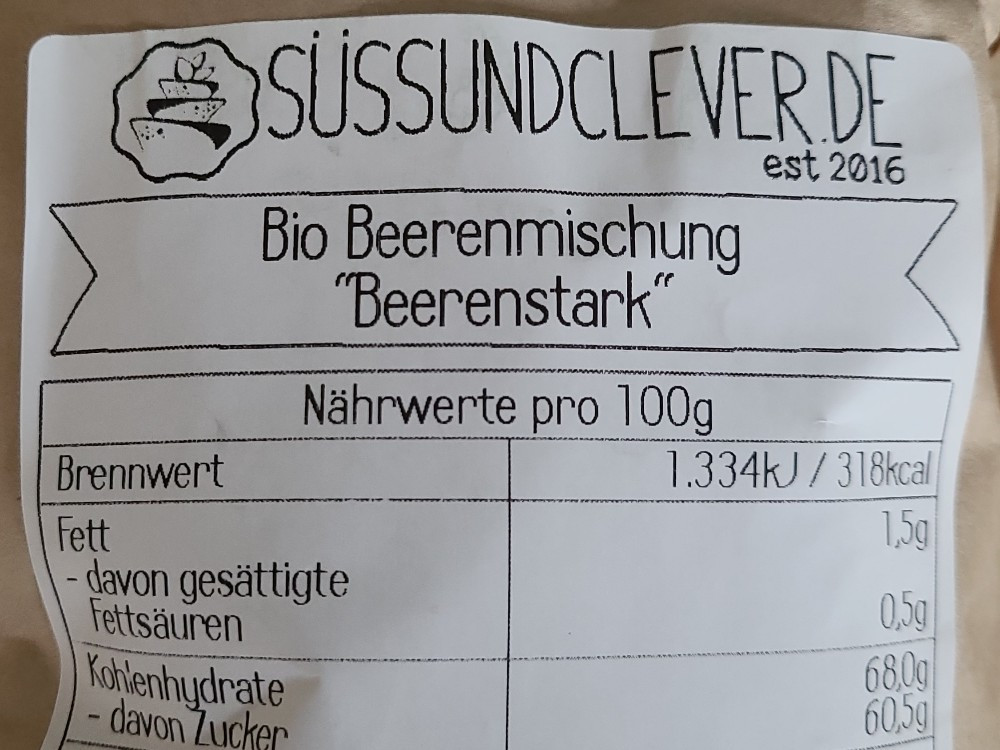 SÜSSUNDCLEVER.DE
est 2016
Bio Beerenmischung
"Beerenstark“
Nährwerte pro 100g
Brennwert 1.334kJ / 318kcal
Fett 1,5g
- davon gesättigte
Fettsäuren 0,5g
Kohlenhydrate 68,0g
- davon Zucker 60,5g